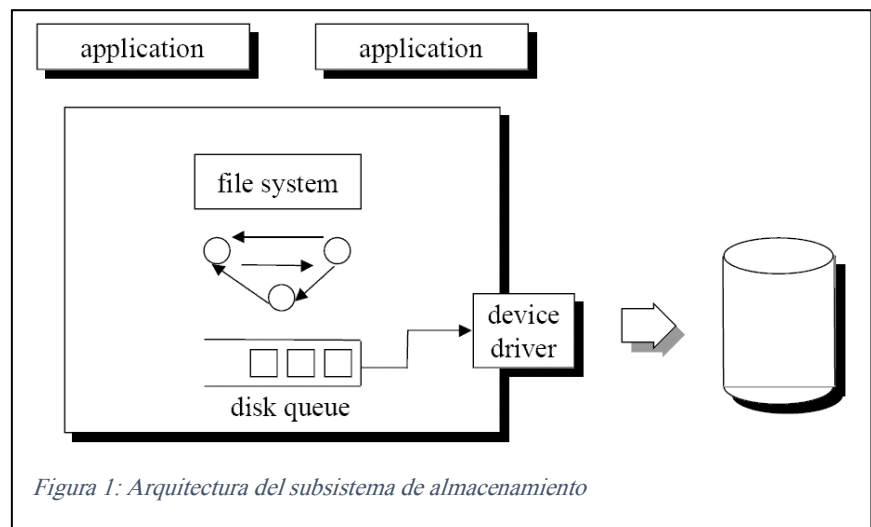 application
application
file system
device
driver
disk queue
Figura 1: Arquitectura del subsistema de almacenamiento